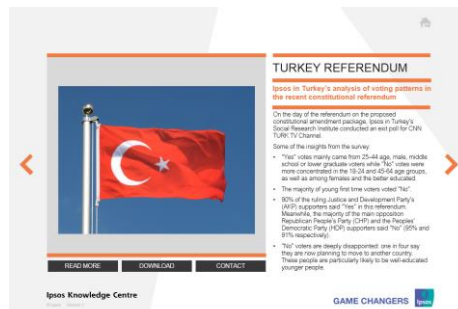 TURKEY REFERENDUM
Ipsos in Turkey's analysis of voting patterns in
the recent constitutional referendum
On the day of the referendum on the proposed
constitutional amendment package, Ipsos in Turkey's
Social Research Institute conducted an exit poll for CNN
TURK TV Channel.
Some of the insights from the survey:
• "Yes" votes mainly came from 25-44 age, male, middle
school or lower graduate voters while "No" votes were
more concentrated in the 18-24 and 45-64 age groups,
as well as among females and the better educated.
• The majority of young first time voters voted "No".
• 90% of the ruling Justice and Development Party's
(AKP) supporters said "Yes" in this referendum.
Meanwhile, the majority of the main opposition
Republican People's Party (CHP) and the Peoples'
Democratic Party (HDP) supporters said "No" (95% and
91% respectively).
• "No" voters are deeply disappointed: one in four say
they are now planning to move to another country.
These people are particularly likely to be well-educated
younger people.
READ MORE
DOWNLOAD
CONTACT
Ipsos Knowledge Centre
GAME CHANGERS
Ipsos